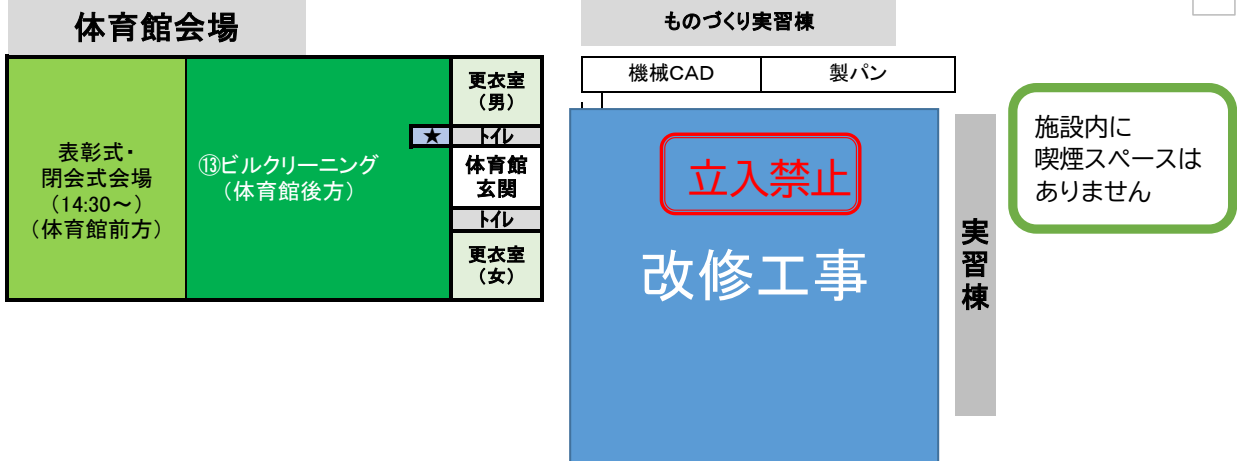 体育館会場
表彰式・
閉会式会場
(14:30～)
(体育館前方)
⑬ビルクリーニング
(体育館後方)
★
更衣室
(男)
トイレ
体育館
玄関
トイレ
更衣室
(女)
ものづくり実習棟
機械CAD
製パン
立入禁止
改修工事
実習棟
施設内に
喫煙スペースは
ありません